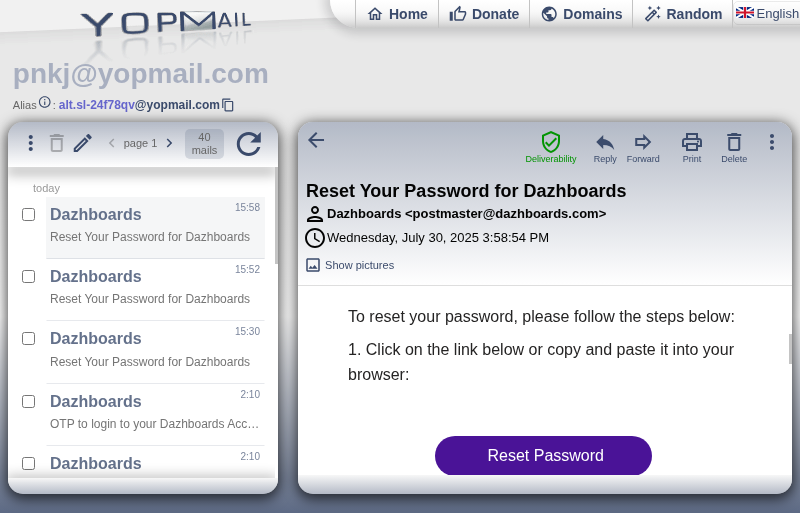 YOPMAIL
Home
Donate
Domains
Random
English
pnkj@yopmail.com
Alias : alt.sl-24f78qv@yopmail.com
page 1
40
mails
today
Dazhboards 15:58
Reset Your Password for Dazhboards
Dazhboards 15:52
Reset Your Password for Dazhboards
Dazhboards 15:30
Reset Your Password for Dazhboards
Dazhboards 2:10
OTP to login to your Dazhboards Acc…
Dazhboards 2:10
Deliverability
Reply
Forward
Print
Delete
Reset Your Password for Dazhboards
Dazhboards <postmaster@dazhboards.com>
Wednesday, July 30, 2025 3:58:54 PM
Show pictures
To reset your password, please follow the steps below:
1. Click on the link below or copy and paste it into your
browser:
Reset Password